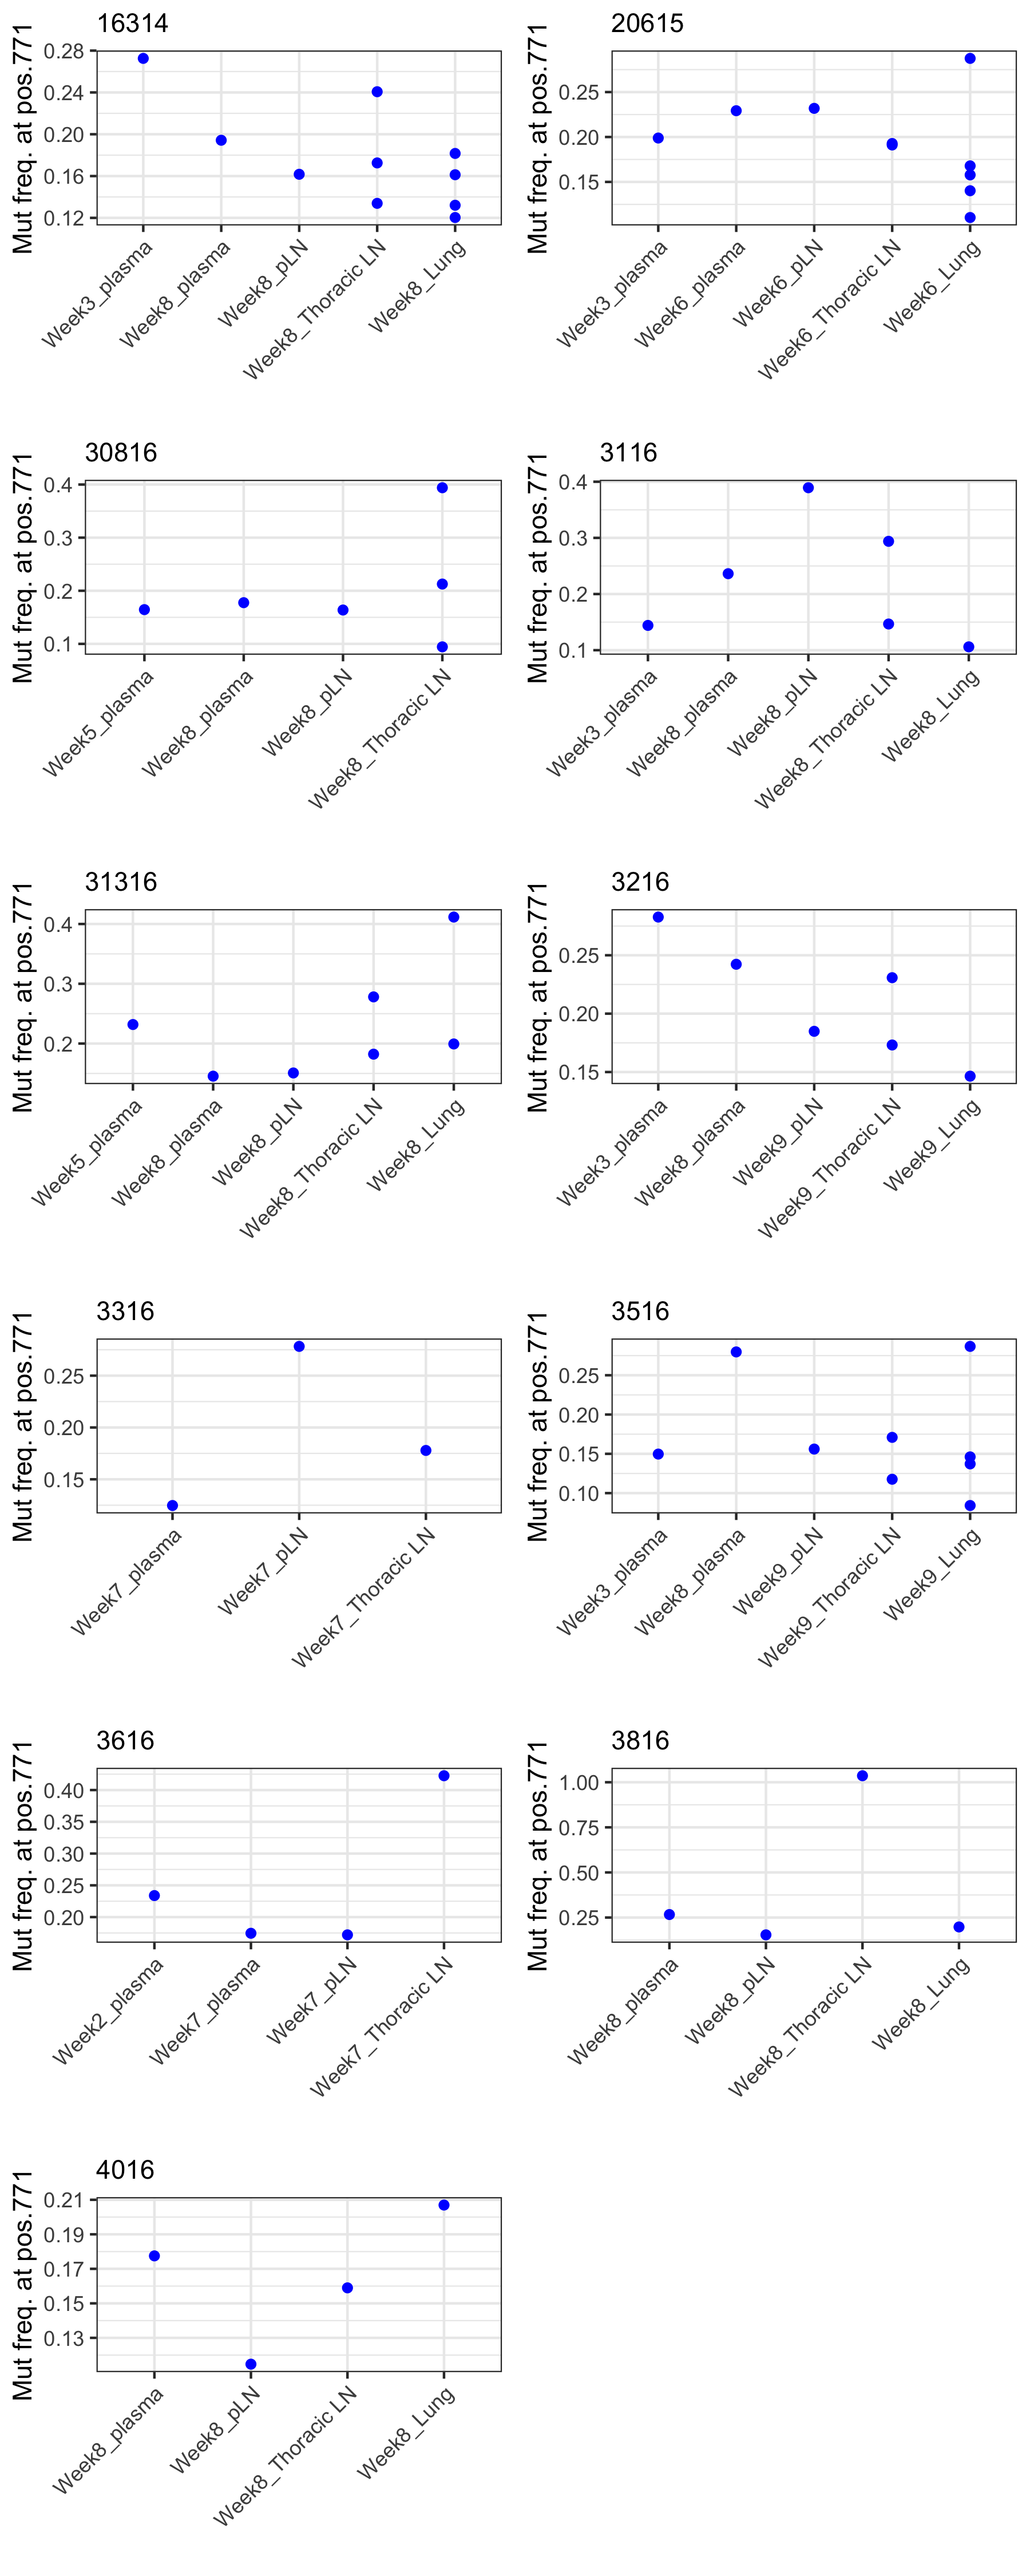 16314
Mut freq. at pos.771
0.28
0.24
0.20
0.16
0.12
Week3_plasma
Week8_plasma
Week8_pLN
Week8_Thoracic LN
Week8_Lung
20615
Mut freq. at pos.771
0.25
0.20
0.15
Week3_plasma
Week6_plasma
Week6_pLN
Week6_Thoracic LN
Week6_Lung
30816
Mut freq. at pos.771
0.4
0.3
0.2
0.1
Week5_plasma
Week8_plasma
Week8_pLN
Week8_Thoracic LN
3116
Mut freq. at pos.771
0.4
0.3
0.2
0.1
Week3_plasma
Week8_plasma
Week8_pLN
Week8_Thoracic LN
Week8_Lung
31316
Mut freq. at pos.771
0.4
0.3
0.2
Week5_plasma
Week8_plasma
Week8_pLN
Week8_Thoracic LN
Week8_Lung
3216
Mut freq. at pos.771
0.25
0.20
0.15
Week3_plasma
Week8_plasma
Week9_pLN
Week9_Thoracic LN
Week9_Lung
3316
Mut freq. at pos.771
0.25
0.20
0.15
Week7_plasma
Week7_pLN
Week7_Thoracic LN
3516
Mut freq. at pos.771
0.25
0.20
0.15
0.10
Week3_plasma
Week8_plasma
Week9_pLN
Week9_Thoracic LN
Week9_Lung
3616
Mut freq. at pos.771
0.40
0.35
0.30
0.25
0.20
Week2_plasma
Week7_plasma
Week7_pLN
Week7_Thoracic LN
3816
Mut freq. at pos.771
1.00
0.75
0.50
0.25
Week8_plasma
Week8_pLN
Week8_Thoracic LN
Week8_Lung
4016
Mut freq. at pos.771
0.21
0.19
0.17
0.15
0.13
Week8_plasma
Week8_pLN
Week8_Thoracic LN
Week8_Lung